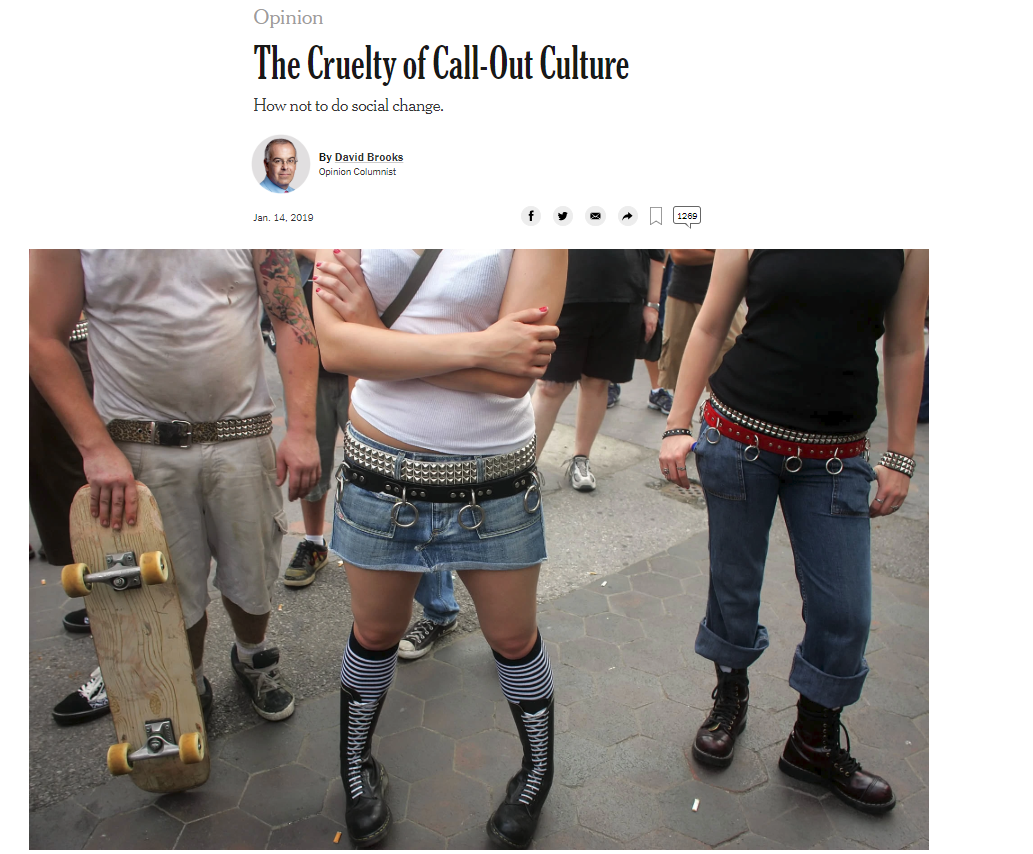 Opinion
The Cruelty of Call-Out Culture
How not to do social change.
By David Brooks
Opinion Columnist
Jan. 14, 2019
1269